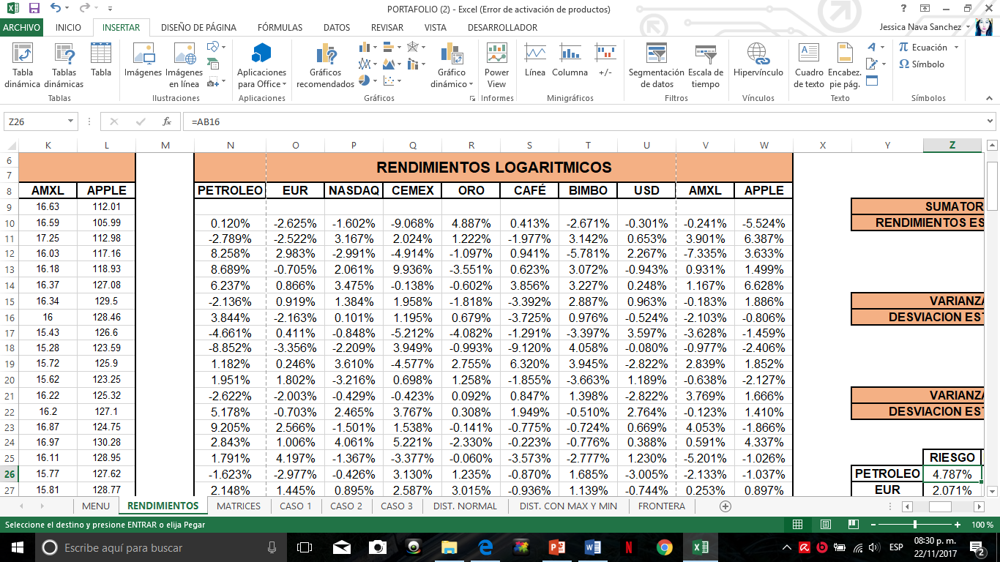 PORTAFOLIO (2) - Excel (Error de activación de productos)
ARCHIVO INICIO INSERTAR DISEÑO DE PÁGINA FÓRMULAS DATOS REVISAR VISTA DESARROLLADOR Jessica Nava Sanchez
Tabla dinámica Tablas dinámicas Tabla Imágenes Imágenes en línea Aplicaciones para Office Gráficos recomendados Gráfico dinámico Power View Línea Columna +/- Segmentación de datos Escala de tiempo Hipervínculo Cuadro de texto Encabez. pie pág. Ecuación Símbolo
Tablas Ilustraciones Aplicaciones Gráficos Informes Minigráficos Filtros Vínculos Texto Símbolos
Z26 fx =AB16
K L M N O P Q R S T U V W X Y Z
6
7 RENDIMIENTOS LOGARITMICOS
8 AMXL APPLE PETROLEO EUR NASDAQ CEMEX ORO CAFÉ BIMBO USD AMXL APPLE
9 16.63 112.01 SUMATOR
10 16.59 105.99 0.120% -2.625% -1.602% -9.068% 4.887% 0.413% -2.671% -0.301% -0.241% -5.524% RENDIMIENTOS ES
11 17.25 112.98 -2.789% -2.522% 3.167% 2.024% 1.222% -1.977% 3.142% 0.653% 3.901% 6.387%
12 16.03 117.16 8.258% 2.983% -2.991% -4.914% -1.097% 0.941% -5.781% 2.267% -7.335% 3.633%
13 16.18 118.93 8.689% -0.705% 2.061% 9.936% -3.551% 0.623% 3.072% -0.943% 0.931% 1.499%
14 16.37 127.08 6.237% 0.866% 3.475% -0.138% -0.602% 3.856% 3.227% 0.248% 1.167% 6.628%
15 16.34 129.5 -2.136% 0.919% 1.384% 1.958% -1.818% -3.392% 2.887% 0.963% -0.183% 1.886% VARIANZA
16 16 128.46 3.844% -2.163% 0.101% 1.195% 0.679% -3.725% 0.976% -0.524% -2.103% -0.806% DESVIACION EST
17 15.43 126.6 -4.661% 0.411% -0.848% -5.212% -4.082% -1.291% -3.397% 3.597% -3.628% -1.459%
18 15.28 123.59 -8.852% -3.356% -2.209% 3.949% -0.993% -9.120% 4.058% -0.080% -0.977% -2.406%
19 15.72 125.9 1.182% 0.246% 3.610% -4.577% 2.755% 6.320% 3.945% -2.822% 2.839% 1.852%
20 15.62 123.25 1.951% 1.802% -3.216% 0.698% 1.258% -1.855% -3.663% 1.189% -0.638% -2.127%
21 16.22 125.32 -2.622% -2.003% -0.429% -0.423% 0.092% 0.847% 1.398% -2.822% 3.769% 1.666% VARIANZA
22 16.2 127.1 5.178% -0.703% 2.465% 3.767% 0.308% 1.949% -0.510% 2.764% -0.123% 1.410% DESVIACION EST
23 16.87 124.75 9.205% 2.566% -1.501% 1.538% -0.141% -0.775% -0.724% 0.669% 4.053% -1.866%
24 16.97 130.28 2.843% 1.006% 4.061% 5.221% -2.330% -0.223% -0.776% 0.388% 0.591% 4.337%
25 16.11 128.95 1.791% 4.197% -1.367% -3.377% -0.060% -3.573% -2.777% 1.230% -5.201% -1.026% RIESGO
26 15.77 127.62 -1.623% -2.977% -0.426% 3.130% 1.235% -0.870% 1.685% -3.005% -2.133% -1.037% PETROLEO 4.787%
27 15.81 128.77 2.148% 1.445% 0.895% 2.587% 3.015% -0.936% 1.139% -0.744% 0.253% 0.897% EUR 2.071%
MENU RENDIMIENTOS MATRICES CASO 1 CASO 2 CASO 3 DIST. NORMAL DIST. CON MAX Y MIN FRONTERA
Seleccione el destino y presione ENTRAR o elija Pegar 100 %
Escribe aquí para buscar ESP 08:30 p. m.
22/11/2017 2